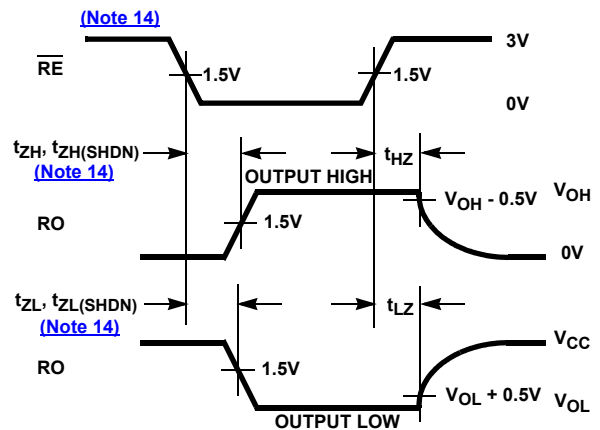 (Note 14)
3V
RE
1.5V
1.5V
0V
tZH, tZH(SHDN)
(Note 14)
tHZ
OUTPUT HIGH
VOH - 0.5V
VOH
RO
1.5V
0V
tZL, tZL(SHDN)
(Note 14)
tLZ
VCC
RO
1.5V
VOL + 0.5V
VOL
OUTPUT LOW